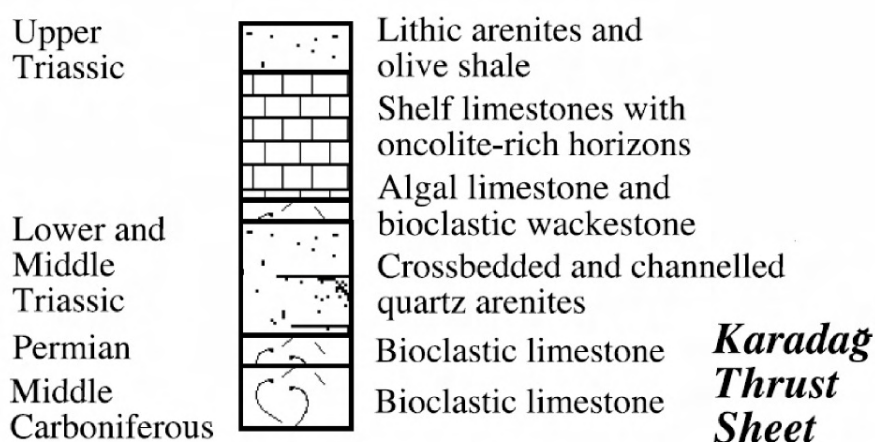 Upper
Triassic
Lithic arenites and
olive shale
Shelf limestones with
oncolite-rich horizons
Algal limestone and
bioclastic wackestone
Lower and
Middle
Triassic
Crossbedded and channelled
quartz arenites
Permian
Bioclastic limestone
Middle
Carboniferous
Bioclastic limestone
Karadağ
Thrust
Sheet